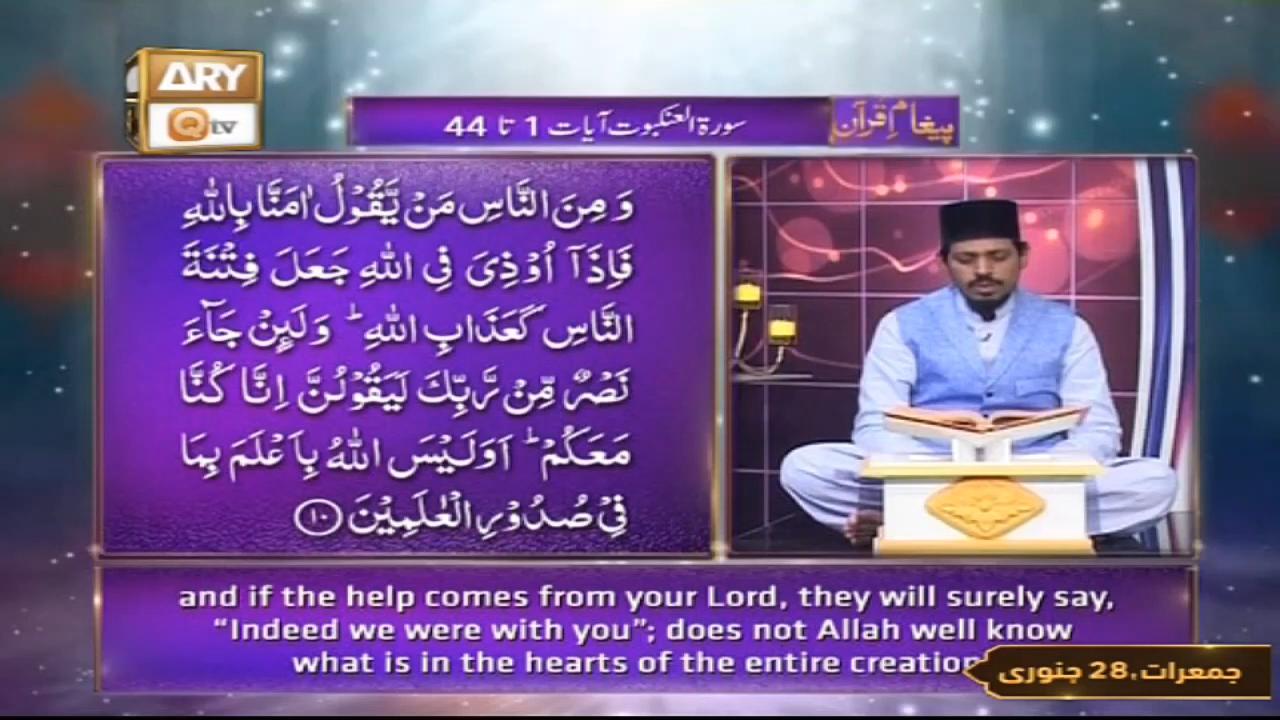 ARY
Qtv
سورۃ العنکبوت آیات 1 تا 44
پیغامِ قرآن
وَ مِنَ النَّاسِ مَنْ یَّقُوْلُ اٰمَنَّا بِاللّٰهِ
فَاِذَاۤ اُوْذِیَ فِی اللّٰهِ جَعَلَ فِتْنَةَ
النَّاسِ كَعَذَابِ اللّٰهِ ؕ وَلَىِٕنْ جَآءَ
نَصْرٌ مِّنْ رَّبِّكَ لَیَقُوْلُنَّ اِنَّا كُنَّا
مَعَكُمْ ؕ اَوَلَیْسَ اللّٰهُ بِاَعْلَمَ بِمَا
فِیْ صُدُوْرِ الْعٰلَمِیْنَ ۝۱۰
and if the help comes from your Lord, they will surely say,
“Indeed we were with you”; does not Allah well know
what is in the hearts of the entire creation
جمعرات، 28 جنوری